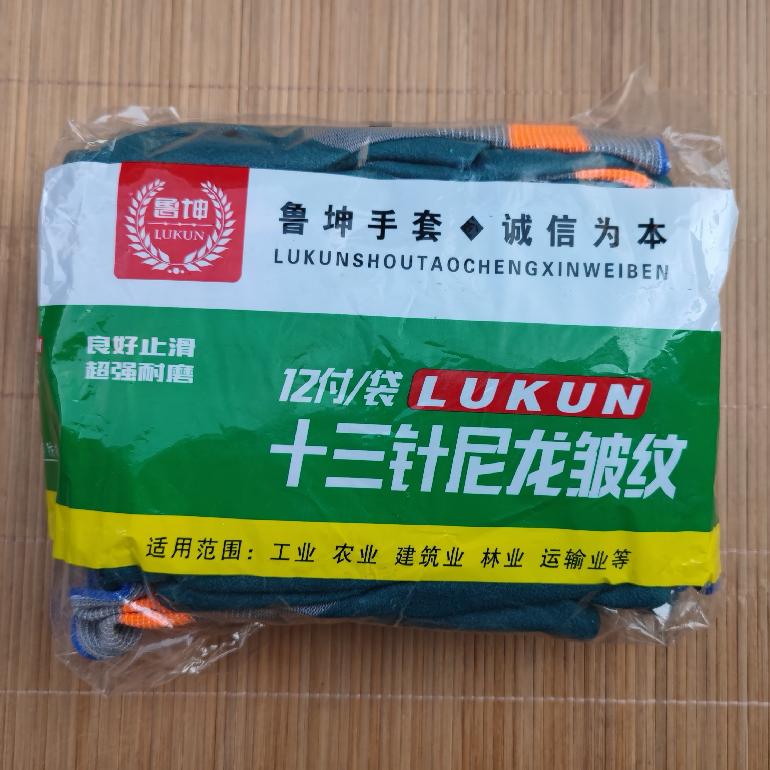 鲁坤
LUKUN
鲁坤手套◆诚信为本
LUKUNSHOUTAOCHENGXINWEIBEN
良好止滑
超强耐磨
12付/袋 LUKUN
十三针尼龙皱纹
适用范围：工业 农业 建筑业 林业 运输业等